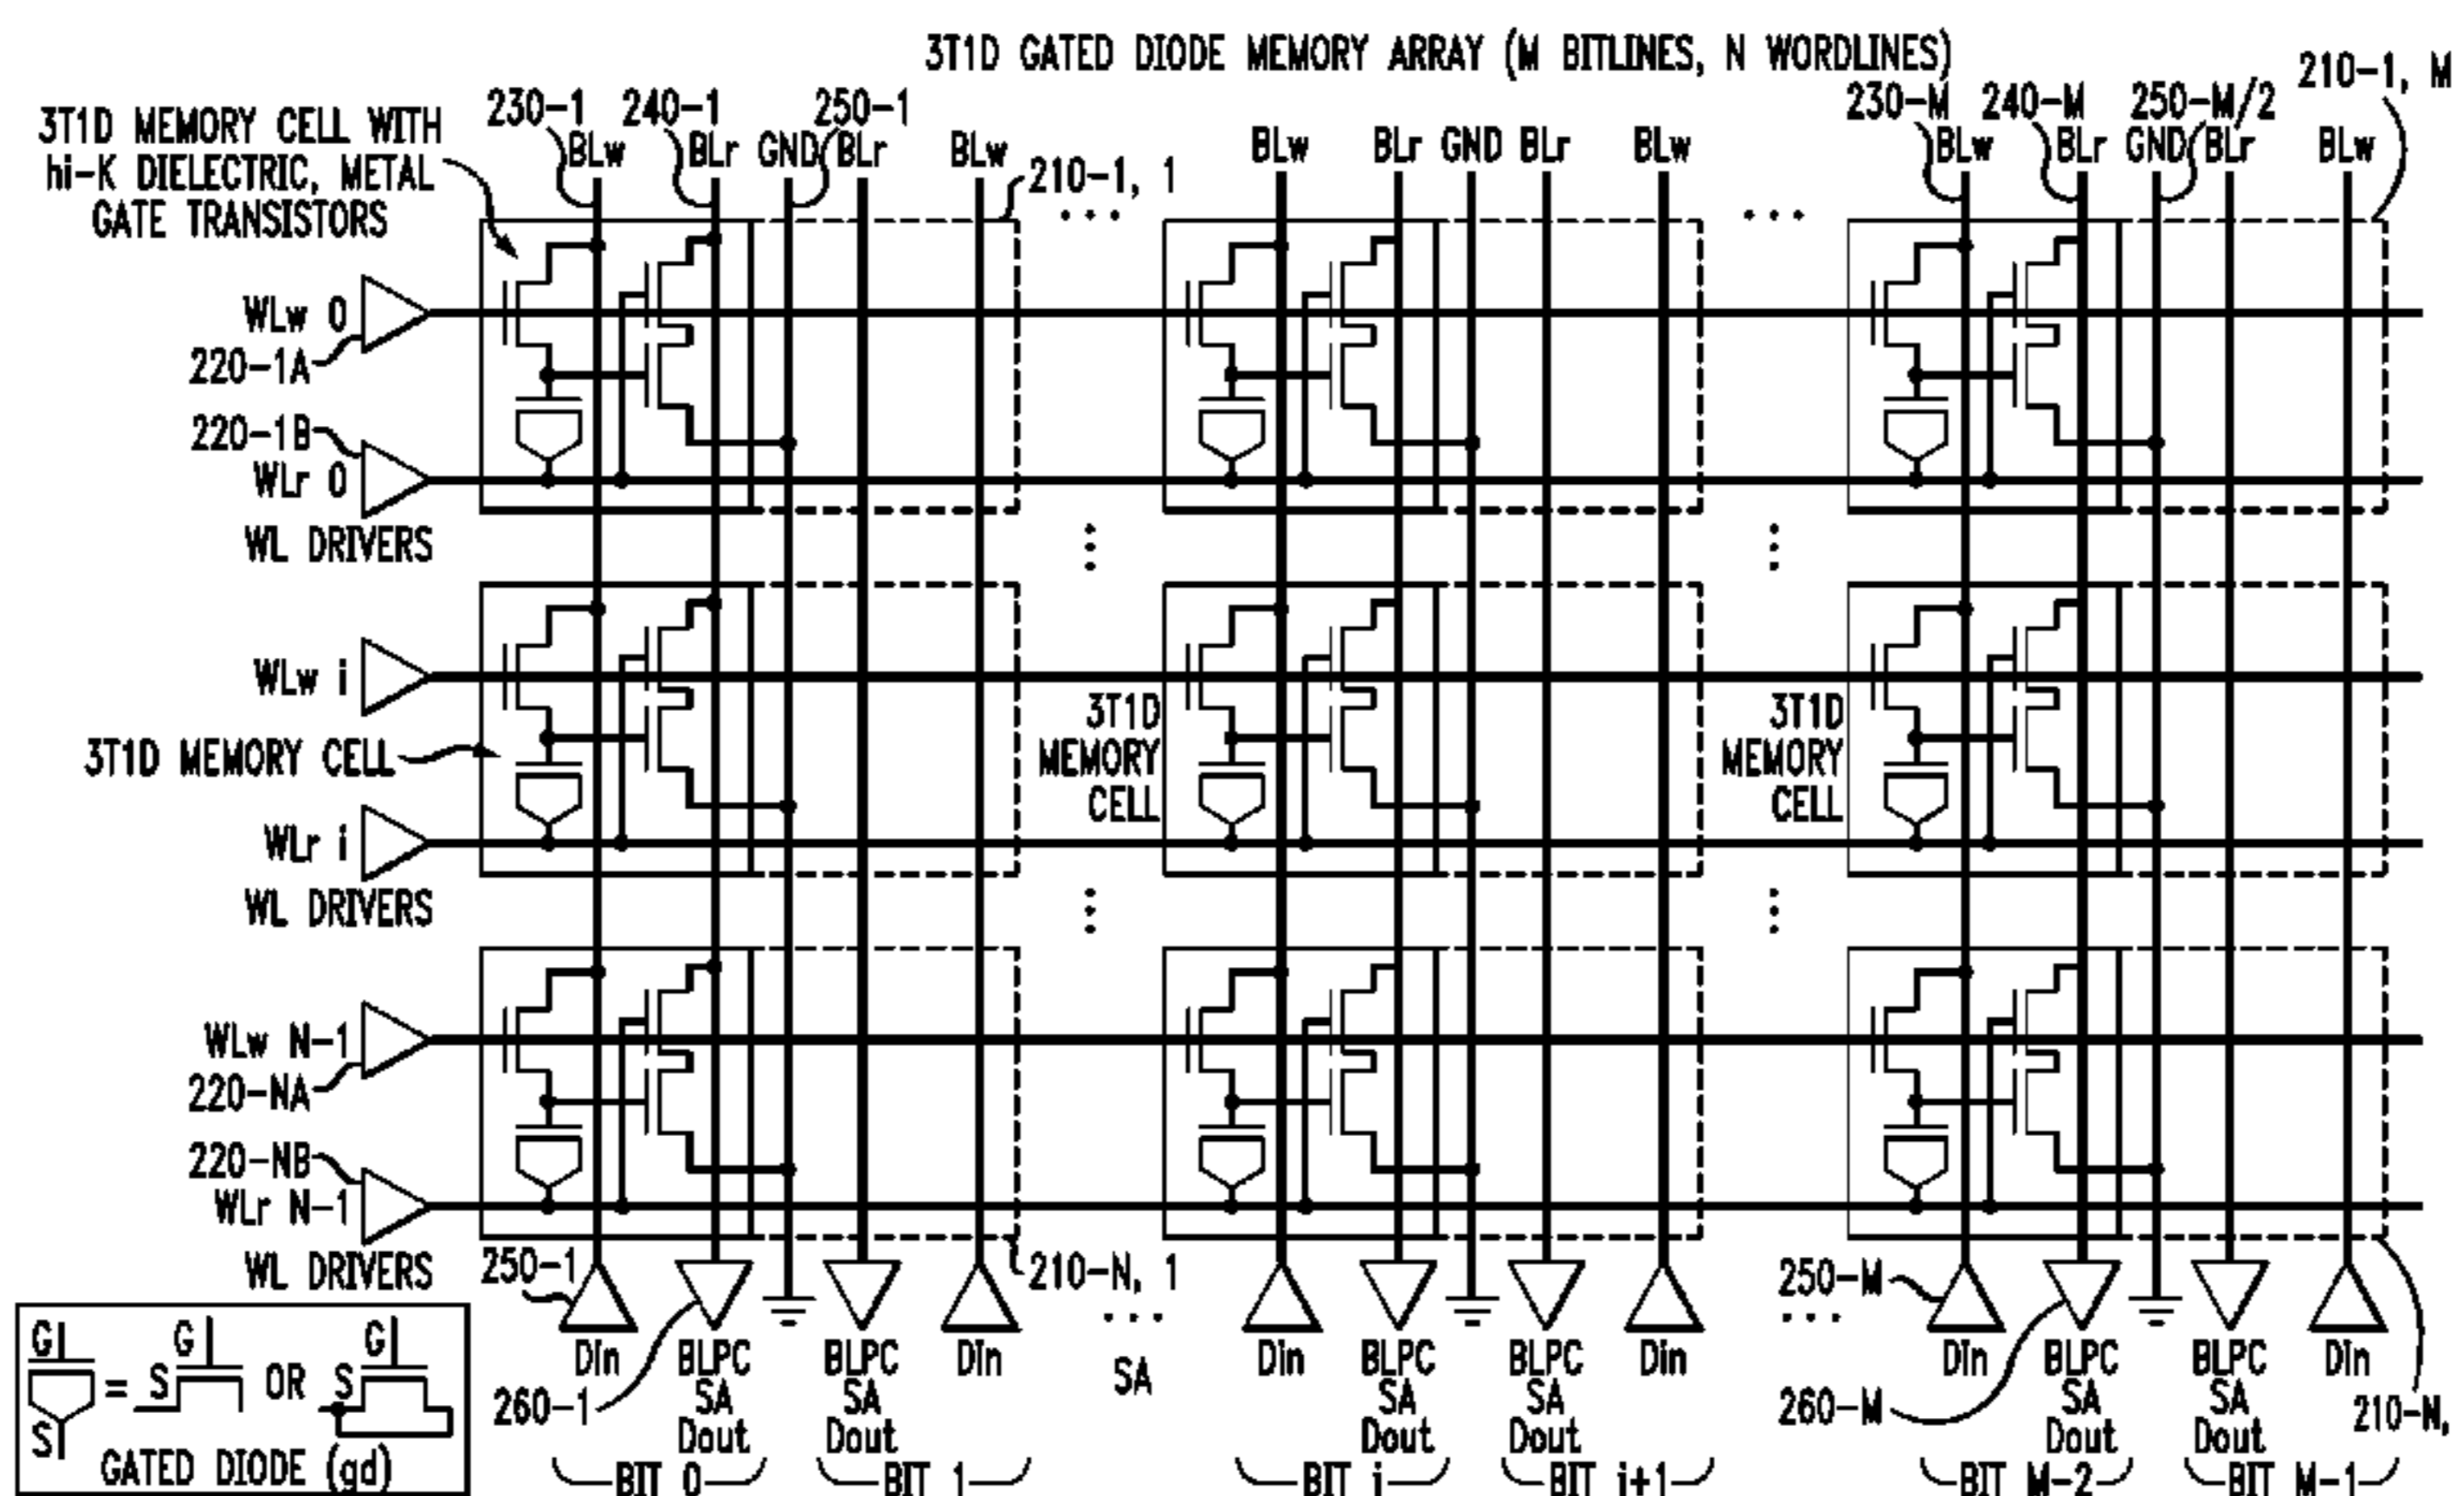 3T1D GATED DIODE MEMORY ARRAY (M BITLINES, N WORDLINES)
3T1D MEMORY CELL WITH
hi-K DIELECTRIC, METAL
GATE TRANSISTORS
230-1 240-1 250-1
230-M 240-M 250-M/2 210-1, M
BLw BLr GND BLr BLw
BLw BLr GND BLr BLw
BLw BLr GND BLr BLw
210-1, 1
WLw 0
220-1A
220-1B
WLr 0
WL DRIVERS
WLw i
3T1D MEMORY CELL
3T1D
MEMORY
CELL
3T1D
MEMORY
CELL
WLr i
WL DRIVERS
WLw N-1
220-NA
220-NB
WLr N-1
WL DRIVERS
250-1
210-N, 1
250-M
Din BLPC BLPC Din
SA SA
Dout Dout
SA
Din BLPC BLPC Din
SA SA
Dout Dout
Din BLPC BLPC Din
SA SA
Dout Dout
260-1
260-M
210-N,
BIT 0 BIT 1 BIT i BIT i+1 BIT M-2 BIT M-1
G G G
= S OR S
S
GATED DIODE (gd)